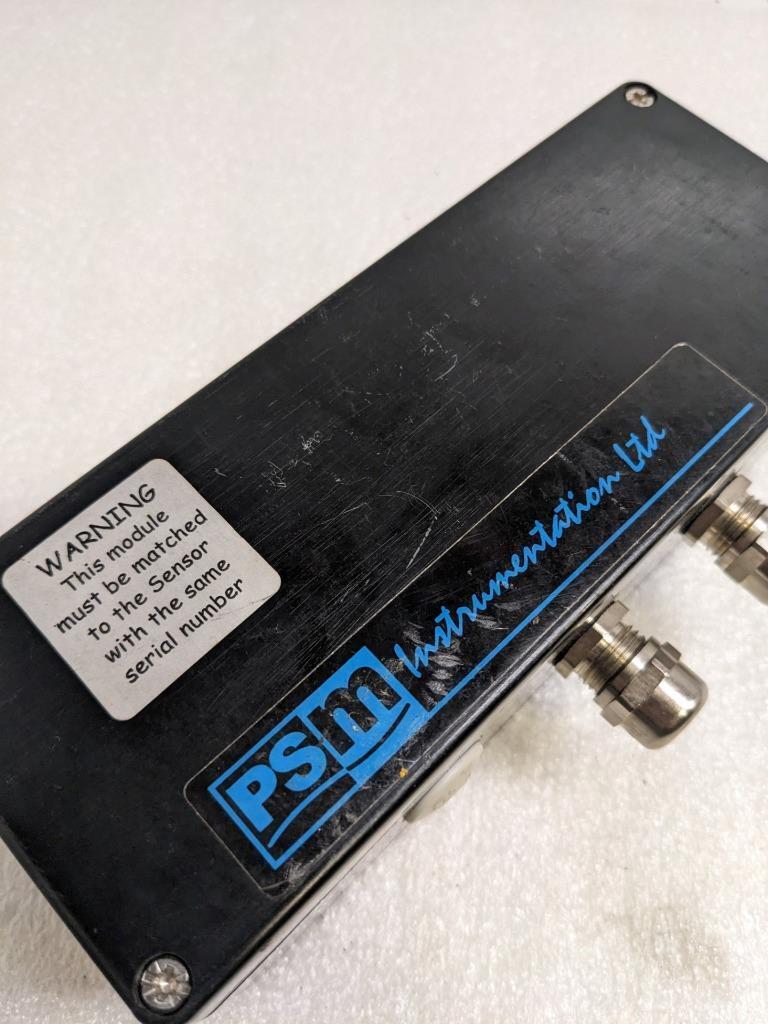 WARNING
This module
must be matched
to the Sensor
with the same
serial number
PSm Instrumentation Ltd